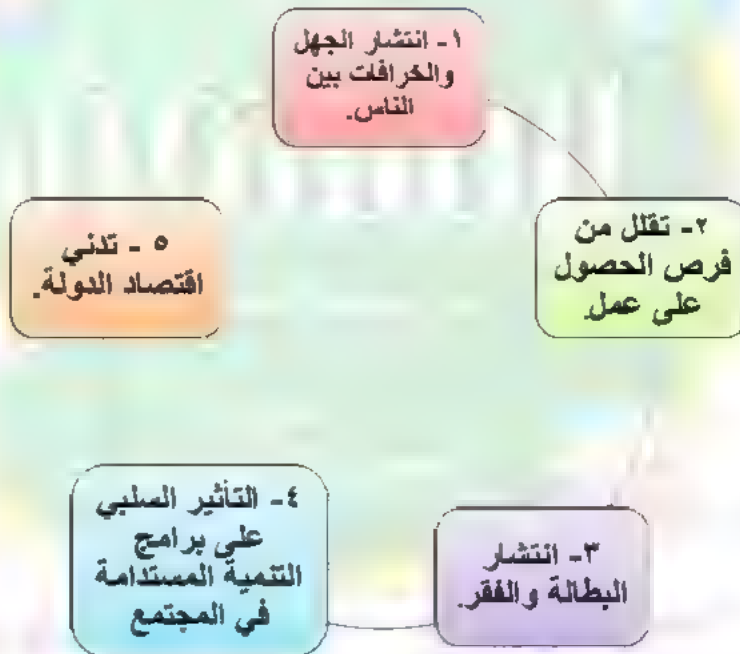 ١- انتشار الجهل
والخرافات بين
الناس.
٢- تقلل من
فرص الحصول
على عمل.
٣- انتشار
البطالة والفقر.
٤- التأثير السلبي
على برامج
التنمية المستدامة
في المجتمع
٥ - تدني
اقتصاد الدولة.